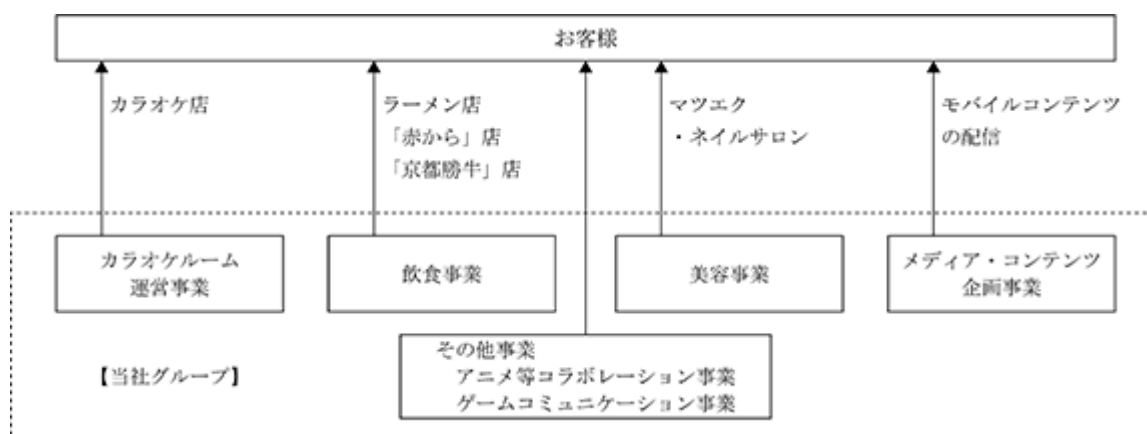 お客様
カラオケ店
ラーメン店
「赤から」店
「京都勝牛」店
マツエク
・ネイルサロン
モバイルコンテンツ
の配信
カラオケルーム
運営事業
飲食事業
美容事業
メディア・コンテンツ
企画事業
その他事業
アニメ等コラボレーション事業
ゲームコミュニケーション事業
【当社グループ】